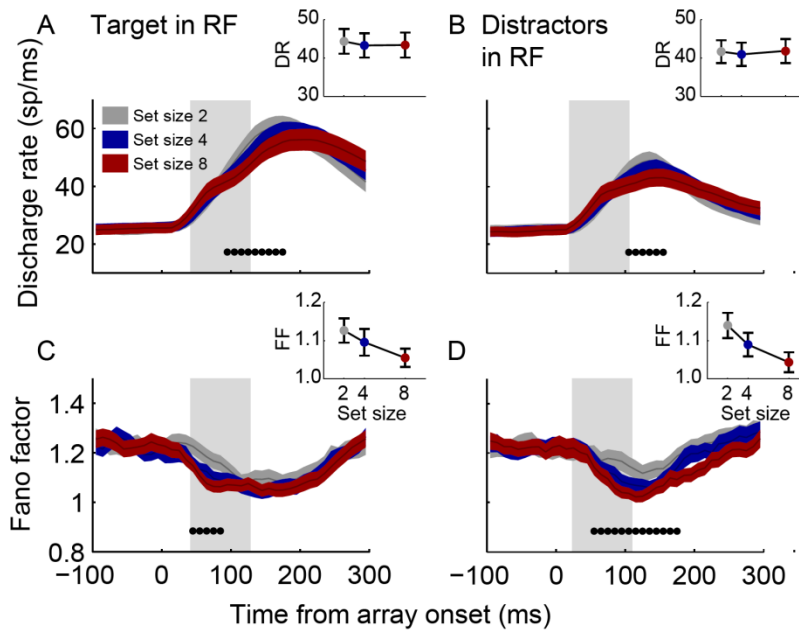 A Target in RF
50
DR
40
30
B Distractors
in RF
50
DR
40
30
Discharge rate (sp/ms)
60
40
20
Set size 2
Set size 4
Set size 8
C
1.2
FF
1.1
1.0
2 4 8
Set size
D
1.2
FF
1.1
1.0
2 4 8
Set size
Fano factor
1.4
1.2
1
0.8
−100 0 100 200 300
−100 0 100 200 300
Time from array onset (ms)